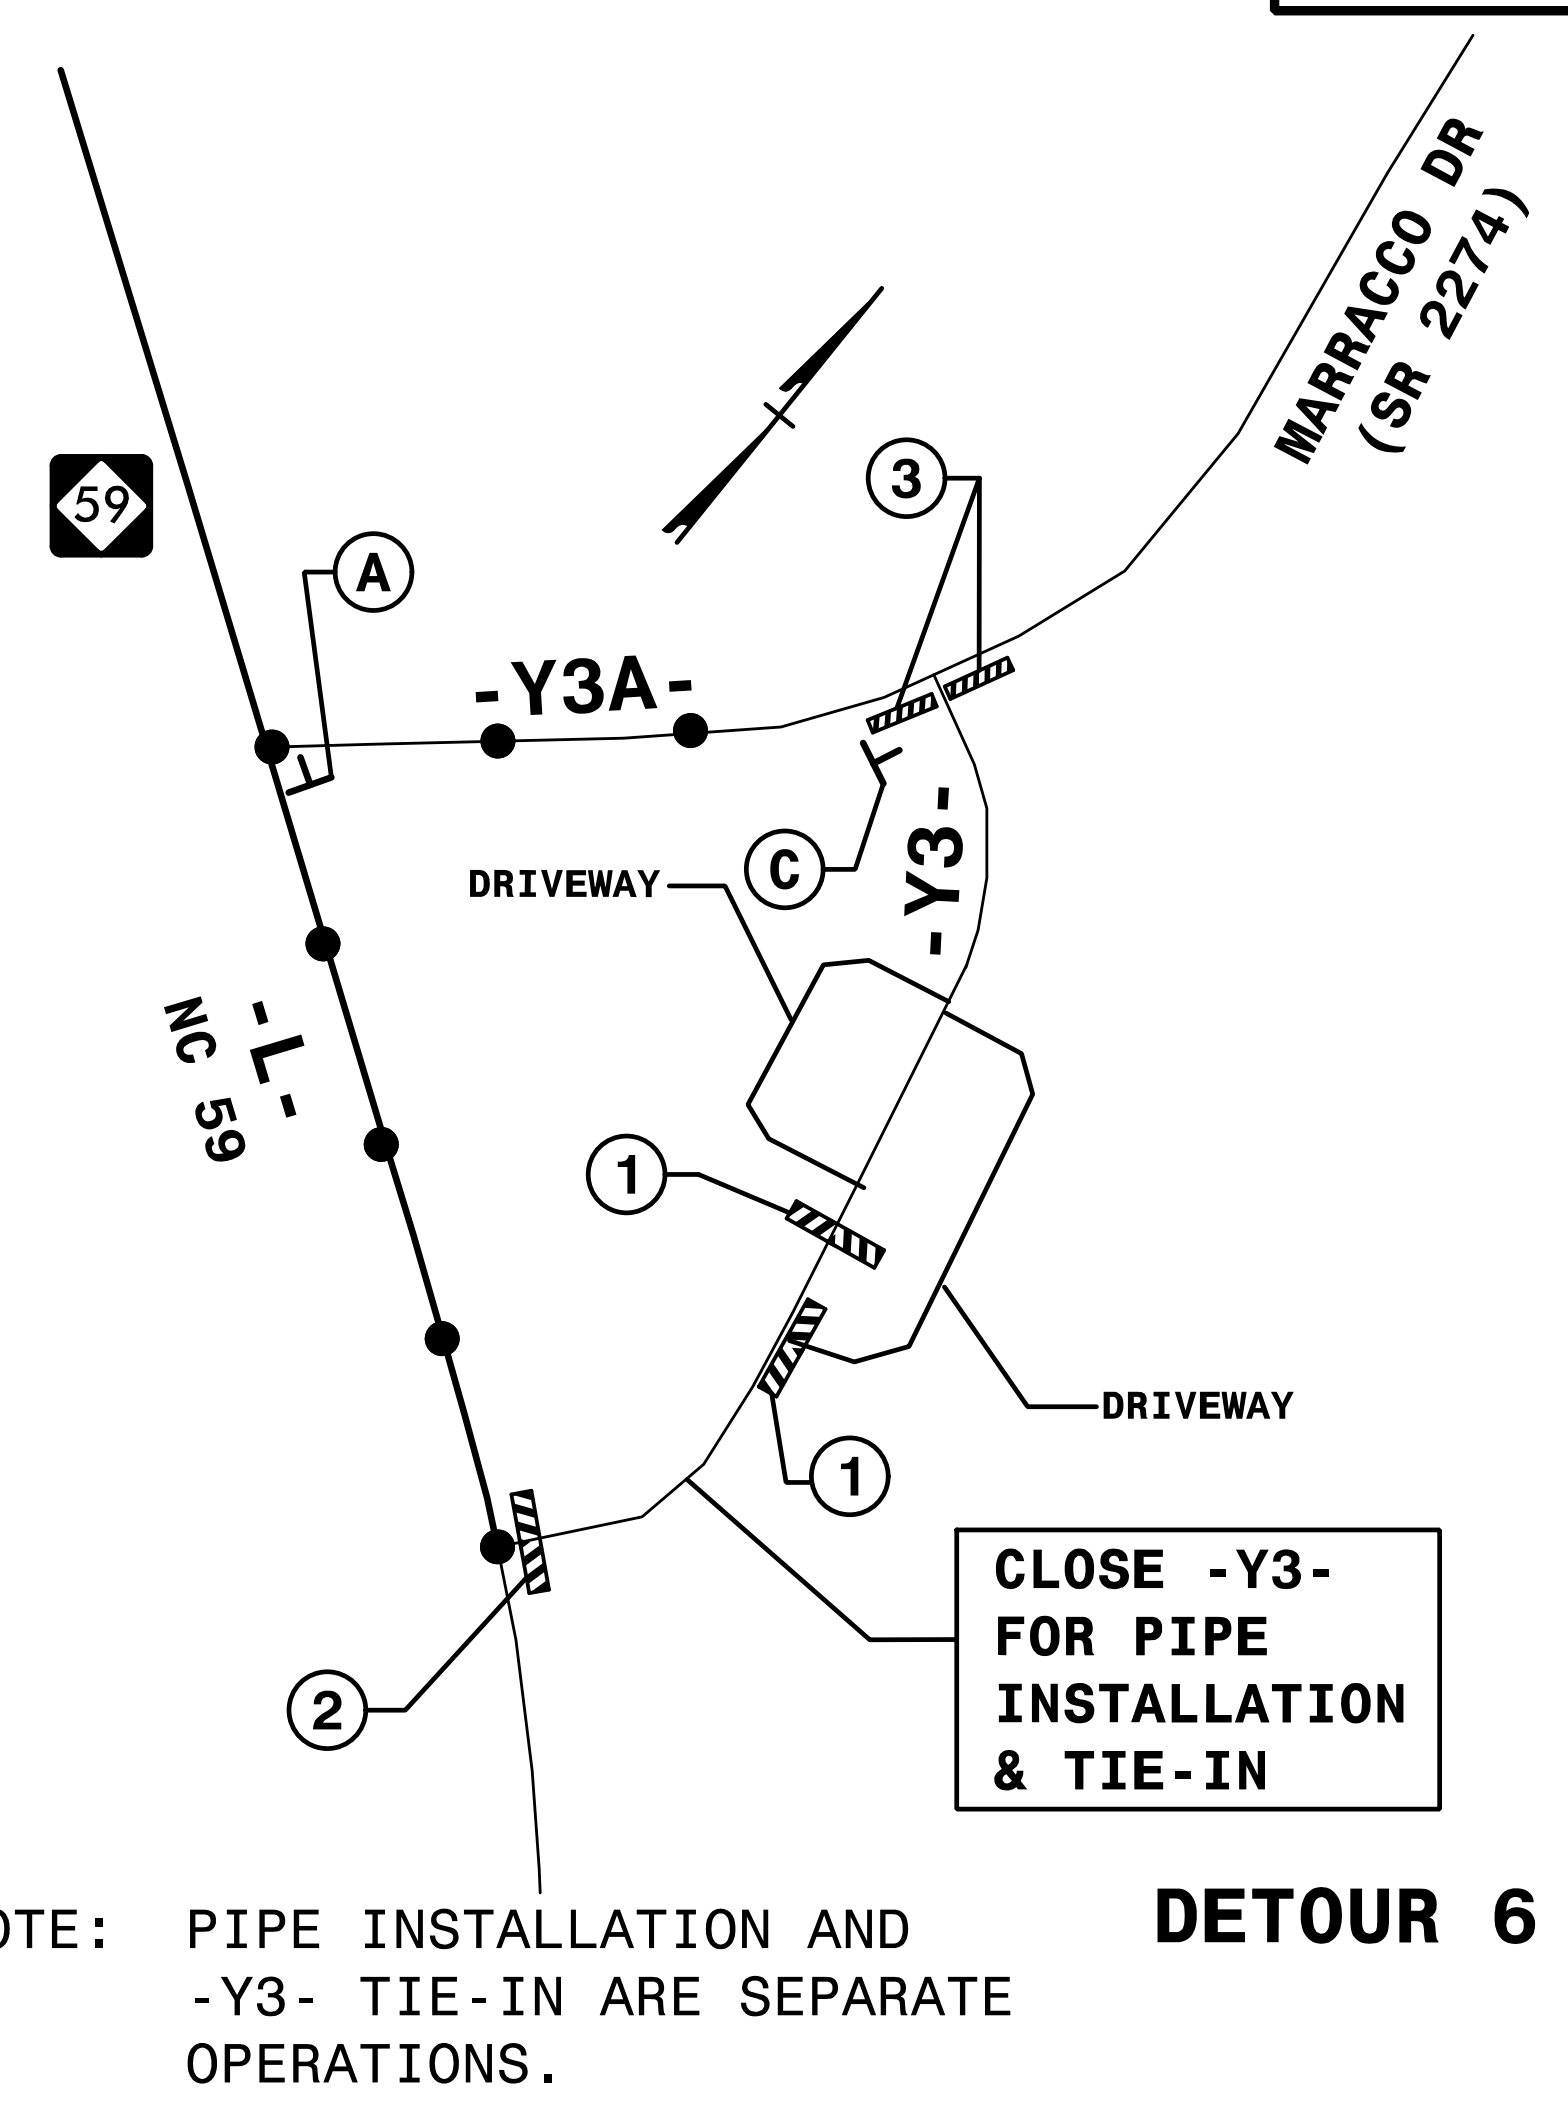 MARRACCO DR
(SR 2274)
59
3
A
-Y3A-
C
DRIVEWAY
-Y3-
-L-
NC 59
1
DRIVEWAY
1
2
CLOSE -Y3-
FOR PIPE
INSTALLATION
& TIE-IN
DETOUR 6
OTE: PIPE INSTALLATION AND
-Y3- TIE-IN ARE SEPARATE
OPERATIONS.